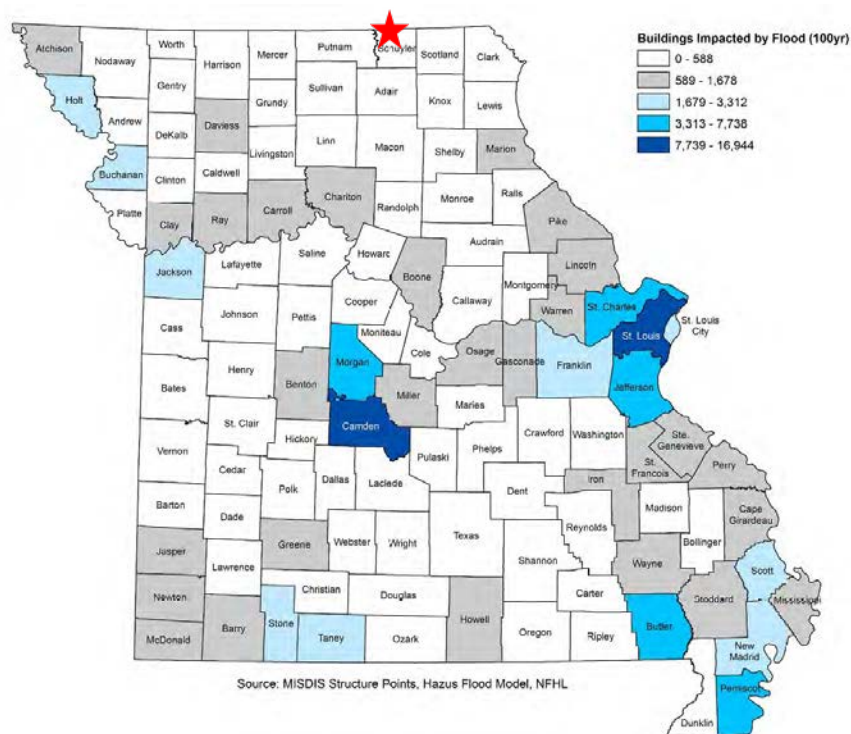 Buildings Impacted by Flood (100yr)
0 - 588
589 - 1,678
1,679 - 3,312
3,313 - 7,738
7,739 - 16,944
Atchison
Nodaway
Worth
Harrison
Mercer
Putnam
Schuyler
Scotland
Clark
Holt
Andrew
Gentry
DeKalb
Daviess
Grundy
Sullivan
Adair
Knox
Lewis
Buchanan
Clinton
Caldwell
Livingston
Linn
Macon
Shelby
Marion
Platte
Clay
Ray
Carroll
Chariton
Randolph
Monroe
Ralls
Pike
Audrain
Jackson
Lafayette
Saline
Howarc
Boone
Callaway
Montgomery
Lincoln
Warren
St. Charles
St. Louis
St. Louis
City
Cass
Johnson
Pettis
Cooper
Moniteau
Cole
Osage
Gasconade
Franklin
Jefferson
Morgan
Miller
Maries
Bates
Henry
Benton
Camden
St. Clair
Hickory
Pulaski
Phelps
Crawford
Washington
Ste.
Genevieve
St.
Francois
Perry
Vernon
Cedar
Polk
Dallas
Laclede
Dent
Iron
Madison
Cape
Girardeau
Barton
Dade
Greene
Webster
Wright
Texas
Reynolds
Bollinger
Shannon
Wayne
Scott
Jasper
Lawrence
Christian
Douglas
Carter
Stoddard
Mississippi
Newton
Barry
Stone
Taney
Ozark
Howell
Oregon
Ripley
Butler
New
Madrid
McDonald
Pemiscot
Dunklin
Source: MISDIS Structure Points, Hazus Flood Model, NFHL